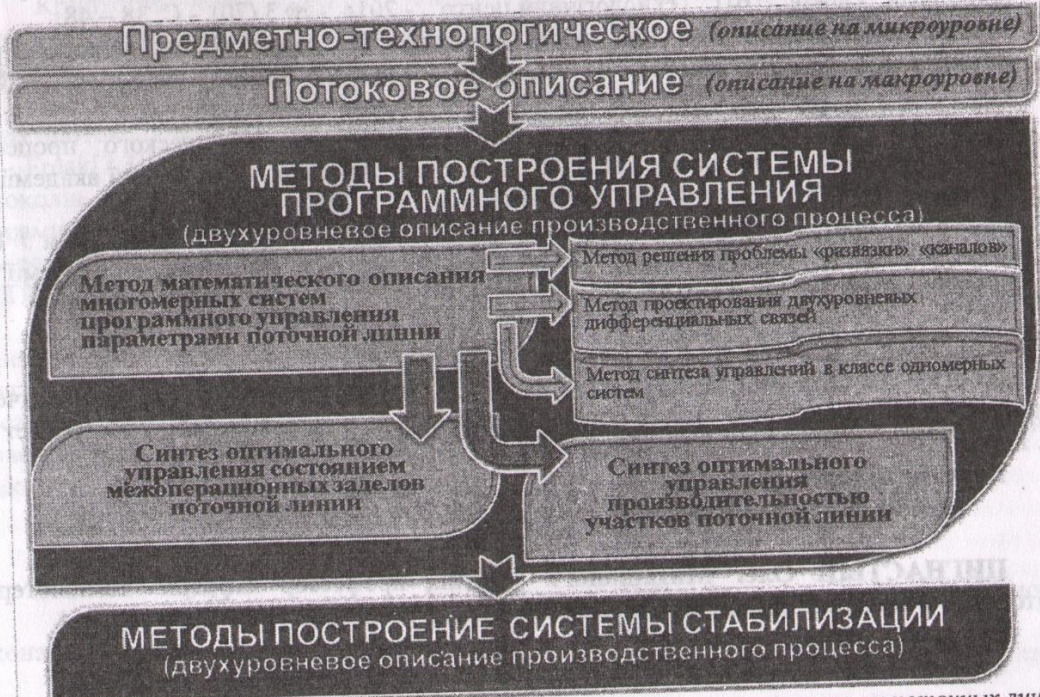 Предметно-технологическое (описание на микроуровне)
Потоковое описание (описание на макроуровне)
МЕТОДЫ ПОСТРОЕНИЯ СИСТЕМЫ
ПРОГРАММНОГО УПРАВЛЕНИЯ
(двухуровневое описание производственного процесса)
Метод математического описания
многомерных систем
программного управления
параметрами поточной линии
Метод решения проблемы «развязки» «каналов»
Метод проектирования двухуровневых
дифференциальных связей
Метод синтеза управлений в классе одномерных
систем
Синтез оптимального
управления состоянием
межоперационных заделов
поточной линии
Синтез оптимального
управления
производительностью
участков поточной линии
МЕТОДЫ ПОСТРОЕНИЕ СИСТЕМЫ СТАБИЛИЗАЦИИ
(двухуровневое описание производственного процесса)